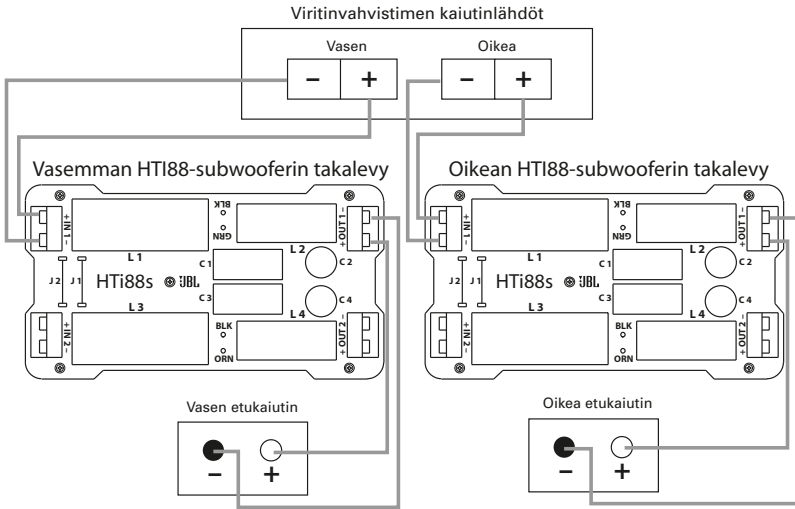 Viritinvahvistimen kaiutinlähdöt
Vasen
Oikea
− +
− +
Vasemman HTI88-subwooferin takalevy
+ IN 1 −
BLK
GRN
− OUT 1 +
L 1
L 2
C 1
C 2
J 2
J 1
HTi88s
JBL
C 3
C 4
L 3
L 4
+ IN 2 −
BLK
ORN
+ OUT 2 −
Oikean HTI88-subwooferin takalevy
+ IN 1 −
BLK
GRN
+ OUT 1 −
L 1
L 2
C 1
C 2
J 2
J 1
HTi88s
JBL
C 3
C 4
L 3
L 4
+ IN 2 −
BLK
ORN
+ OUT 2 −
Vasen etukaiutin
− +
Oikea etukaiutin
− +